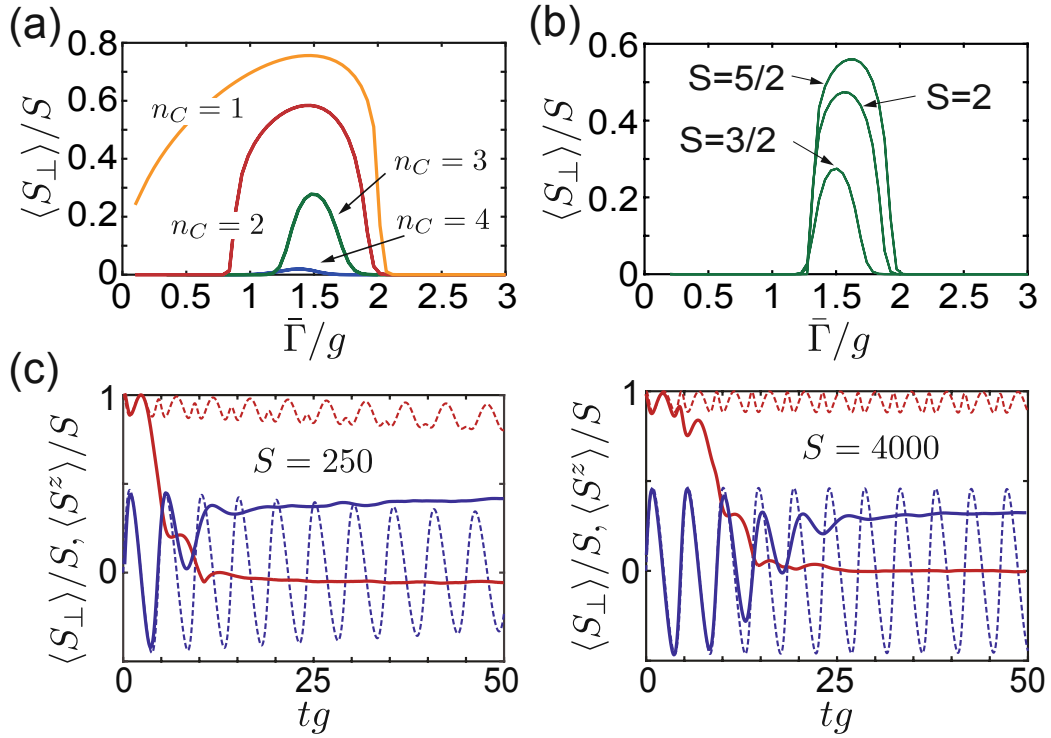 (a)
0.8
0.6
0.4
0.2
0
⟨S⊥⟩/S
n_C = 1
n_C = 2
n_C = 3
n_C = 4
0 0.5 1 1.5 2 2.5 3
Γ̄/g
(b)
0.6
0.4
0.2
0
⟨S⊥⟩/S
S=5/2
S=2
S=3/2
0 0.5 1 1.5 2 2.5 3
Γ̄/g
(c)
1
0
⟨S⊥⟩/S, ⟨S^z⟩/S
S = 250
0 25 50
tg
1
0
⟨S⊥⟩/S, ⟨S^z⟩/S
S = 4000
0 25 50
tg